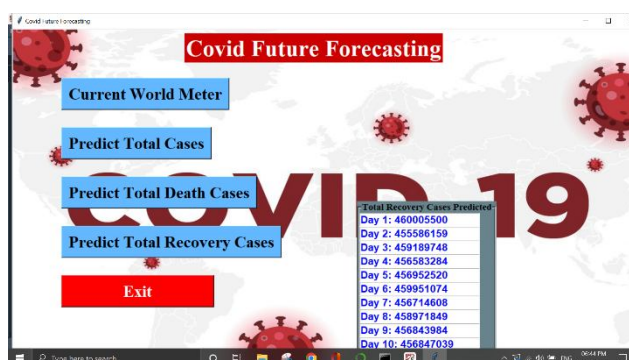 Covid Future Forecasting
Covid Future Forecasting
Current World Meter
Predict Total Cases
Predict Total Death Cases
Predict Total Recovery Cases
Exit
COVID-19
Total Recovery Cases Predicted
Day 1: 460005500
Day 2: 455586159
Day 3: 459189748
Day 4: 456583284
Day 5: 456952520
Day 6: 459951074
Day 7: 456714608
Day 8: 458971849
Day 9: 456843984
Day 10: 456847039
Type here to search
ENG
06:44 PM